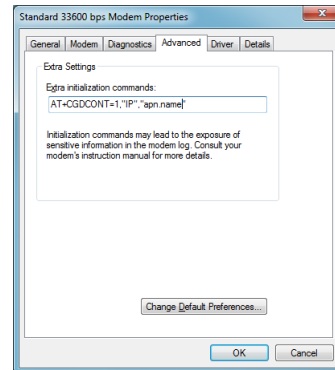 Standard 33600 bps Modem Properties
General Modem Diagnostics Advanced Driver Details
Extra Settings
Extra initialization commands:
AT+CGDCONT=1,"IP","apn.name"
Initialization commands may lead to the exposure of
sensitive information in the modem log. Consult your
modem's instruction manual for more details.
Change Default Preferences...
OK Cancel